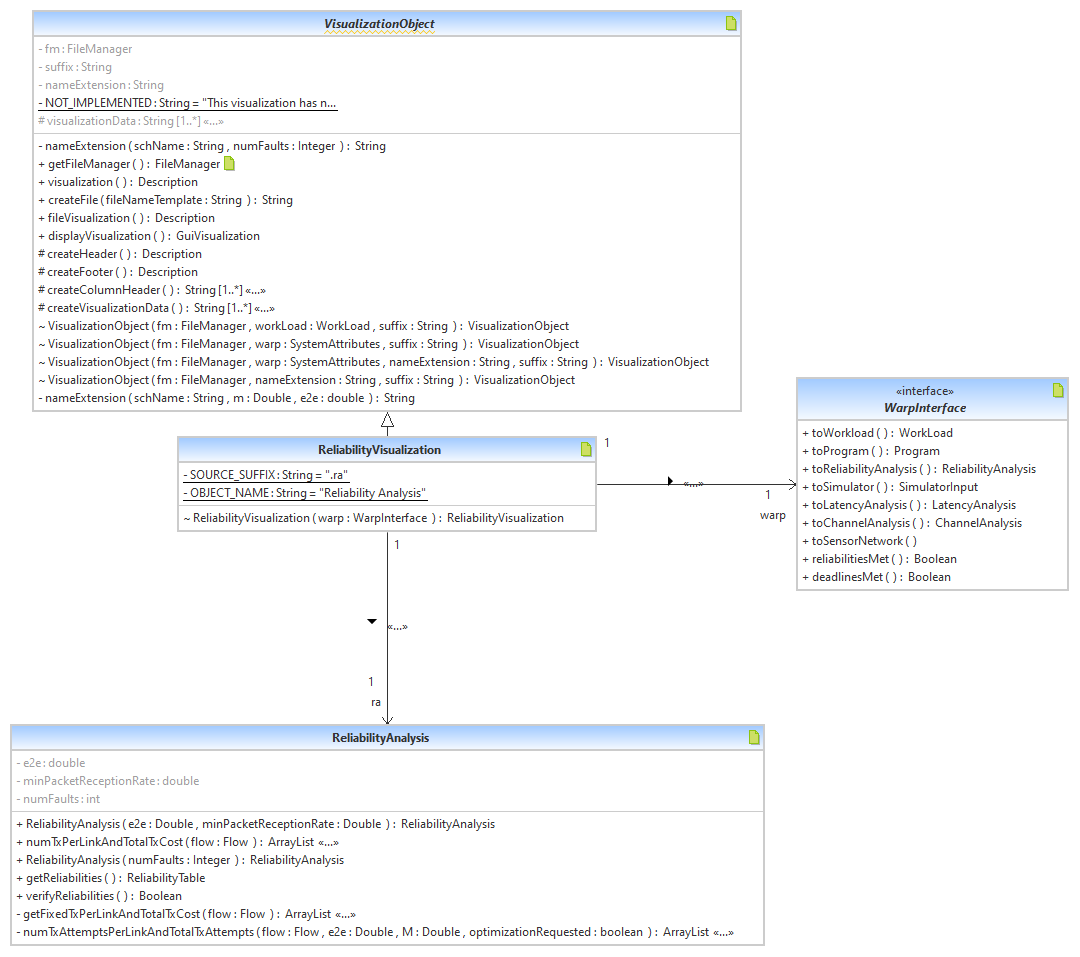 VisualizationObject
- fm : FileManager
- suffix : String
- nameExtension : String
- NOT_IMPLEMENTED : String = "This visualization has n...
# visualizationData : String [1..*] «...»
- nameExtension ( schName : String , numFaults : Integer ) : String
+ getFileManager ( ) : FileManager
+ visualization ( ) : Description
+ createFile ( fileNameTemplate : String ) : String
+ fileVisualization ( ) : Description
+ displayVisualization ( ) : GuiVisualization
# createHeader ( ) : Description
# createFooter ( ) : Description
# createColumnHeader ( ) : String [1..*] «...»
# createVisualizationData ( ) : String [1..*] «...»
~ VisualizationObject ( fm : FileManager , workLoad : WorkLoad , suffix : String ) : VisualizationObject
~ VisualizationObject ( fm : FileManager , warp : SystemAttributes , suffix : String ) : VisualizationObject
~ VisualizationObject ( fm : FileManager , warp : SystemAttributes , nameExtension : String , suffix : String ) : VisualizationObject
~ VisualizationObject ( fm : FileManager , nameExtension : String , suffix : String ) : VisualizationObject
- nameExtension ( schName : String , m : Double , e2e : double ) : String
«interface»
WarpInterface
+ toWorkload ( ) : WorkLoad
+ toProgram ( ) : Program
+ toReliabilityAnalysis ( ) : ReliabilityAnalysis
+ toSimulator ( ) : SimulatorInput
+ toLatencyAnalysis ( ) : LatencyAnalysis
+ toChannelAnalysis ( ) : ChannelAnalysis
+ toSensorNetwork ( )
+ reliabilitiesMet ( ) : Boolean
+ deadlinesMet ( ) : Boolean
ReliabilityVisualization
- SOURCE_SUFFIX : String = ".ra"
- OBJECT_NAME : String = "Reliability Analysis"
~ ReliabilityVisualization ( warp : WarpInterface ) : ReliabilityVisualization
1
«...»
1
warp
1
«...»
1
ra
ReliabilityAnalysis
- e2e : double
- minPacketReceptionRate : double
- numFaults : int
+ ReliabilityAnalysis ( e2e : Double , minPacketReceptionRate : Double ) : ReliabilityAnalysis
+ numTxPerLinkAndTotalTxCost ( flow : Flow ) : ArrayList «...»
+ ReliabilityAnalysis ( numFaults : Integer ) : ReliabilityAnalysis
+ getReliabilities ( ) : ReliabilityTable
+ verifyReliabilities ( ) : Boolean
- getFixedTxPerLinkAndTotalTxCost ( flow : Flow ) : ArrayList «...»
- numTxAttemptsPerLinkAndTotalTxAttempts ( flow : Flow , e2e : Double , M : Double , optimizationRequested : boolean ) : ArrayList «...»